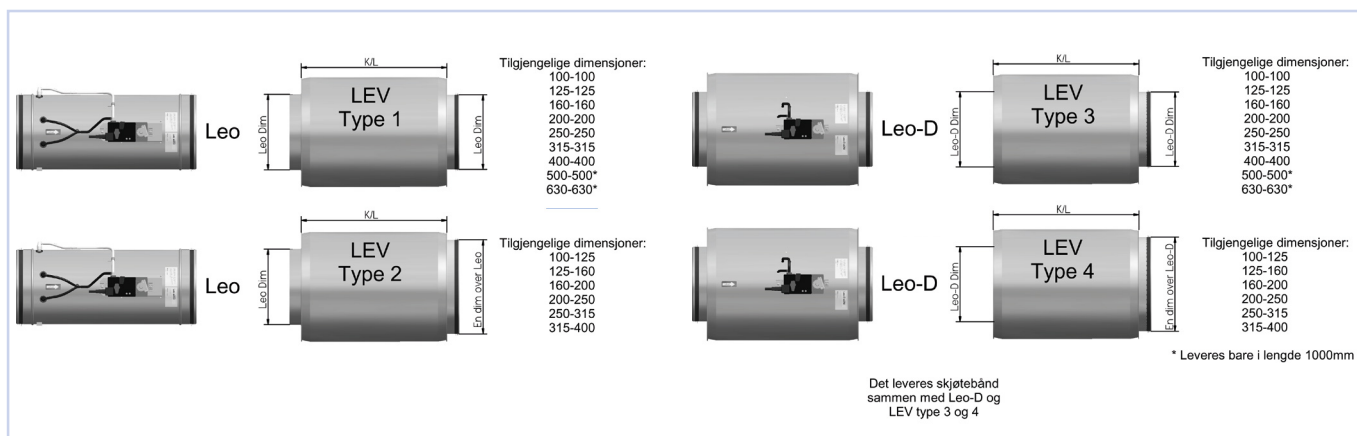 K/L
Leo
Leo Dim
LEV
Type 1
Leo Dim
Tilgjengelige dimensjoner:
100-100
125-125
160-160
200-200
250-250
315-315
400-400
500-500*
630-630*
K/L
Leo-D
Leo-D Dim
LEV
Type 3
Leo Dim
Tilgjengelige dimensjoner:
100-100
125-125
160-160
200-200
250-250
315-315
400-400
500-500*
630-630*
K/L
Leo
Leo Dim
LEV
Type 2
En dim over Leo
Tilgjengelige dimensjoner:
100-125
125-160
160-200
200-250
250-315
315-400
K/L
Leo-D
Leo-D Dim
LEV
Type 4
En dim over Leo-D
Tilgjengelige dimensjoner:
100-125
125-160
160-200
200-250
250-315
315-400
* Leveres bare i lengde 1000mm
Det leveres skjøtebånd
sammen med Leo-D og
LEV type 3 og 4